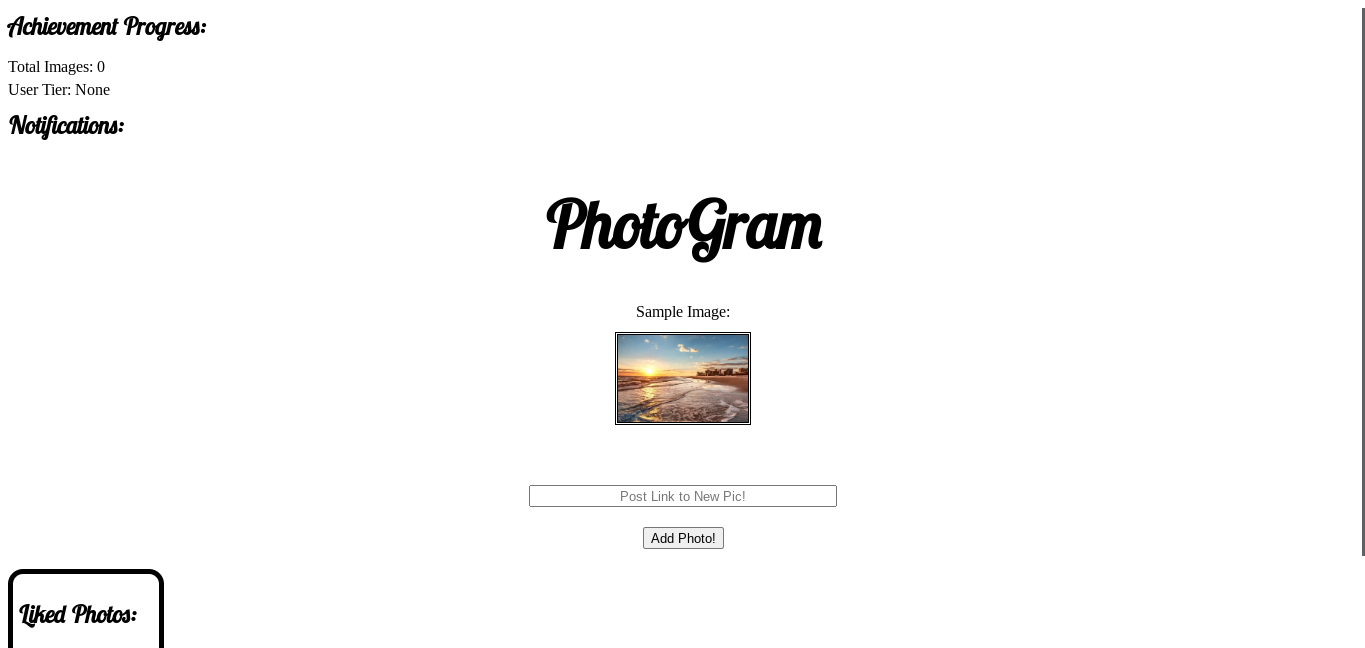 Achievement Progress:
Total Images: 0
User Tier: None
Notifications:
PhotoGram
Sample Image:
Post Link to New Pic!
Add Photo!
Liked Photos: